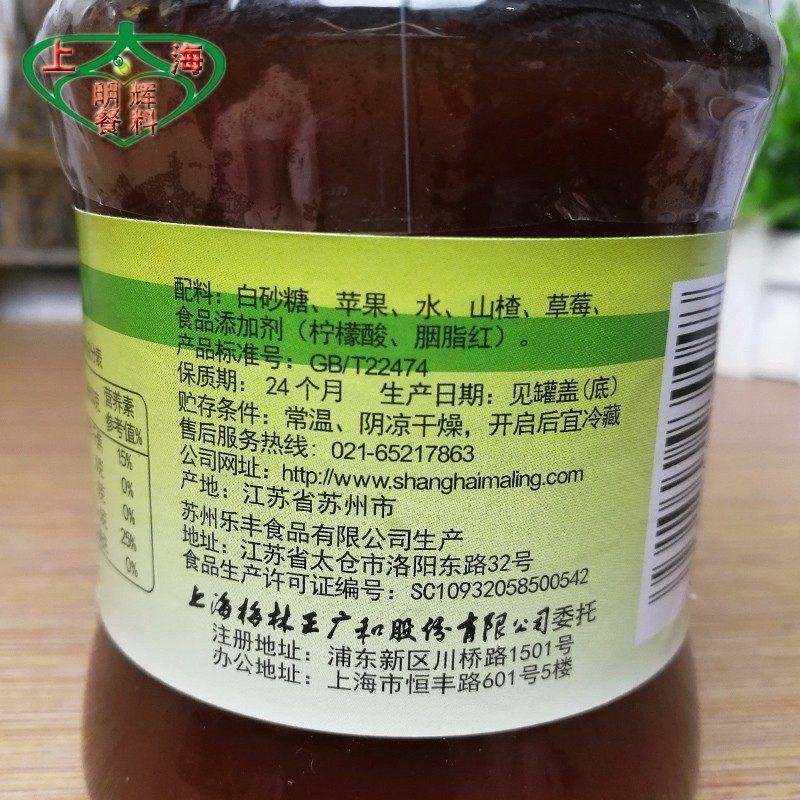 上海
明辉
餐料
配料：白砂糖、苹果、水、山楂、草莓、
食品添加剂（柠檬酸、胭脂红）。
产品标准号：GB/T22474
保质期：24个月 生产日期：见罐盖(底)
贮存条件：常温、阴凉干燥，开启后宜冷藏
售后服务热线：021-65217863
公司网址：http://www.shanghaimaling.com
产地：江苏省苏州市
苏州乐丰食品有限公司生产
地址：江苏省太仓市洛阳东路32号
食品生产许可证编号：SC10932058500542
上海梅林正广和股份有限公司委托
注册地址：浦东新区川桥路1501号
办公地址：上海市恒丰路601号5楼
营养素
参考值%
15%
0%
0%
25%
0%